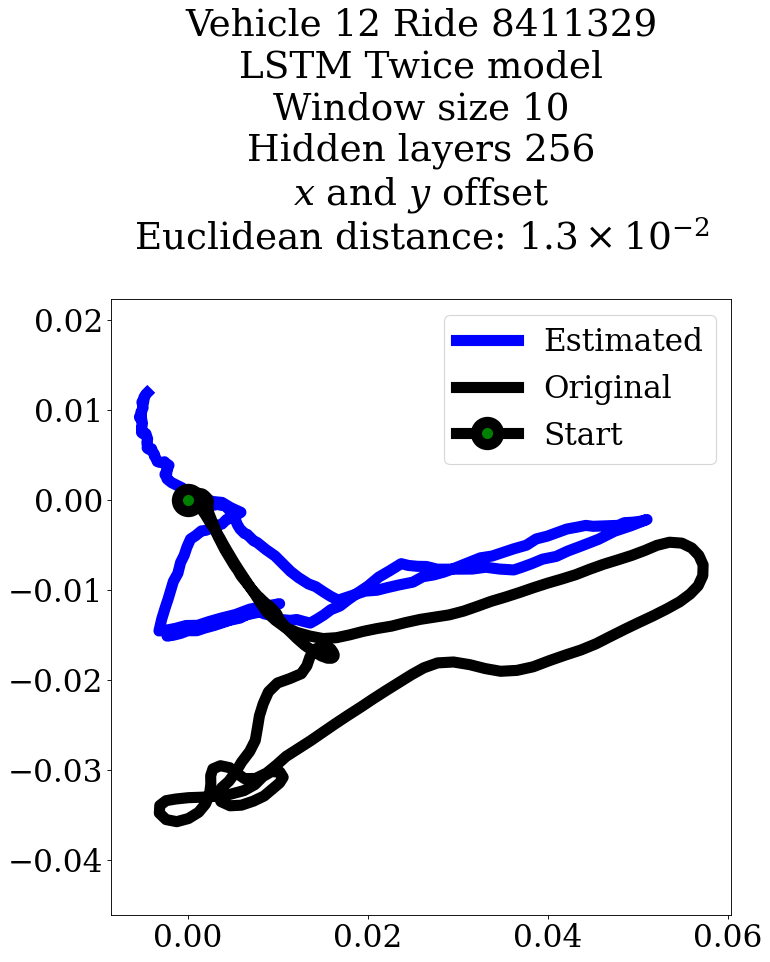 Vehicle 12 Ride 8411329
LSTM Twice model
Window size 10
Hidden layers 256
x and y offset
Euclidean distance: 1.3 × 10⁻²
Estimated
Original
Start
0.02
0.01
0.00
−0.01
−0.02
−0.03
−0.04
0.00 0.02 0.04 0.06